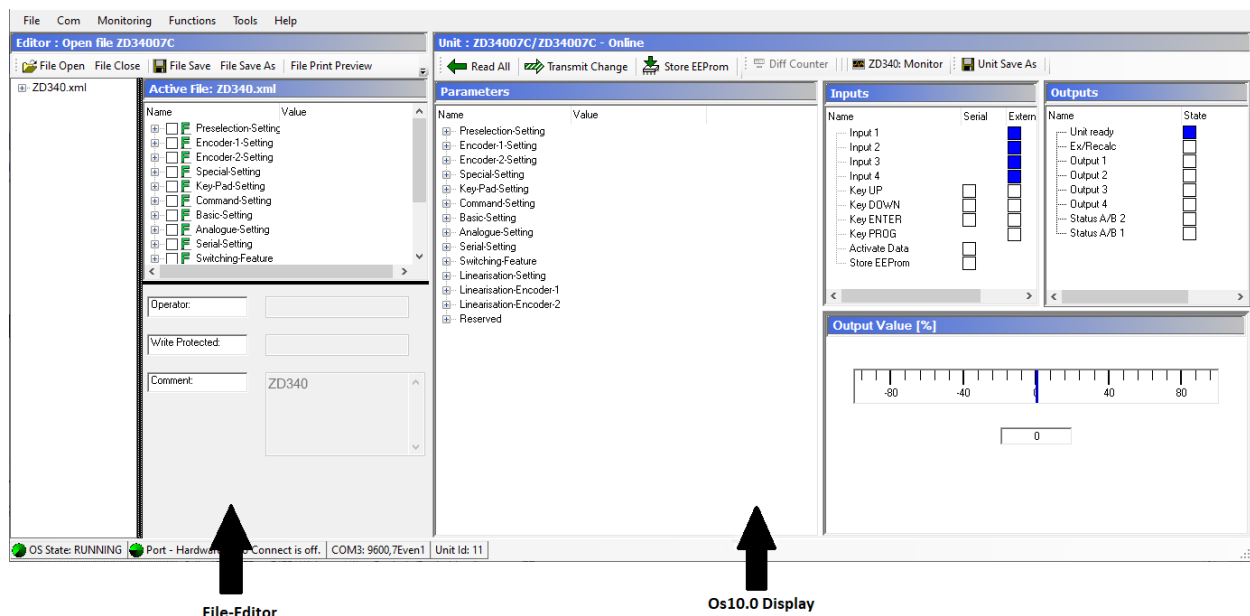 File Com Monitoring Functions Tools Help
Editor : Open file ZD34007C
File Open File Close File Save File Save As File Print Preview
ZD340.xml
Active File: ZD340.xml
Name Value
Preselection-Setting
Encoder-1-Setting
Encoder-2-Setting
Special-Setting
Key-Pad-Setting
Command-Setting
Basic-Setting
Analogue-Setting
Serial-Setting
Switching-Feature
Operator:
Write Protected:
Comment:
ZD340
Unit : ZD34007C/ZD34007C - Online
Read All Transmit Change Store EEProm Diff Counter ZD340: Monitor Unit Save As
Parameters
Name Value
Preselection-Setting
Encoder-1-Setting
Encoder-2-Setting
Special-Setting
Key-Pad-Setting
Command-Setting
Basic-Setting
Analogue-Setting
Serial-Setting
Switching-Feature
Linearisation-Setting
Linearisation-Encoder-1
Linearisation-Encoder-2
Reserved
Inputs
Name Serial Extern
Input 1
Input 2
Input 3
Input 4
Key UP
Key DOWN
Key ENTER
Key PROG
Activate Data
Store EEProm
Outputs
Name State
Unit ready
Ex/Recalc
Output 1
Output 2
Output 3
Output 4
Status A/B 2
Status A/B 1
Output Value [%]
-80 -40 40 80
0
OS State: RUNNING Port - Hardwa Connect is off. COM3: 9600,7Even1 Unit Id: 11
File-Editor
Os10.0 Display